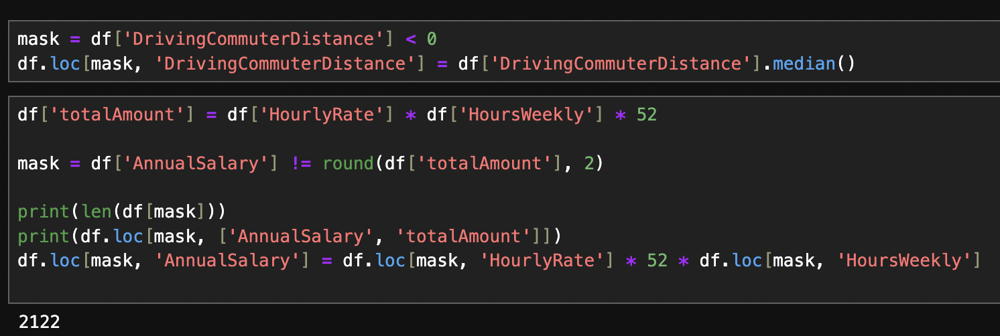 mask = df['DrivingCommuterDistance'] < 0
df.loc[mask, 'DrivingCommuterDistance'] = df['DrivingCommuterDistance'].median()
df['totalAmount'] = df['HourlyRate'] * df['HoursWeekly'] * 52
mask = df['AnnualSalary'] != round(df['totalAmount'], 2)
print(len(df[mask]))
print(df.loc[mask, ['AnnualSalary', 'totalAmount']])
df.loc[mask, 'AnnualSalary'] = df.loc[mask, 'HourlyRate'] * 52 * df.loc[mask, 'HoursWeekly']
2122